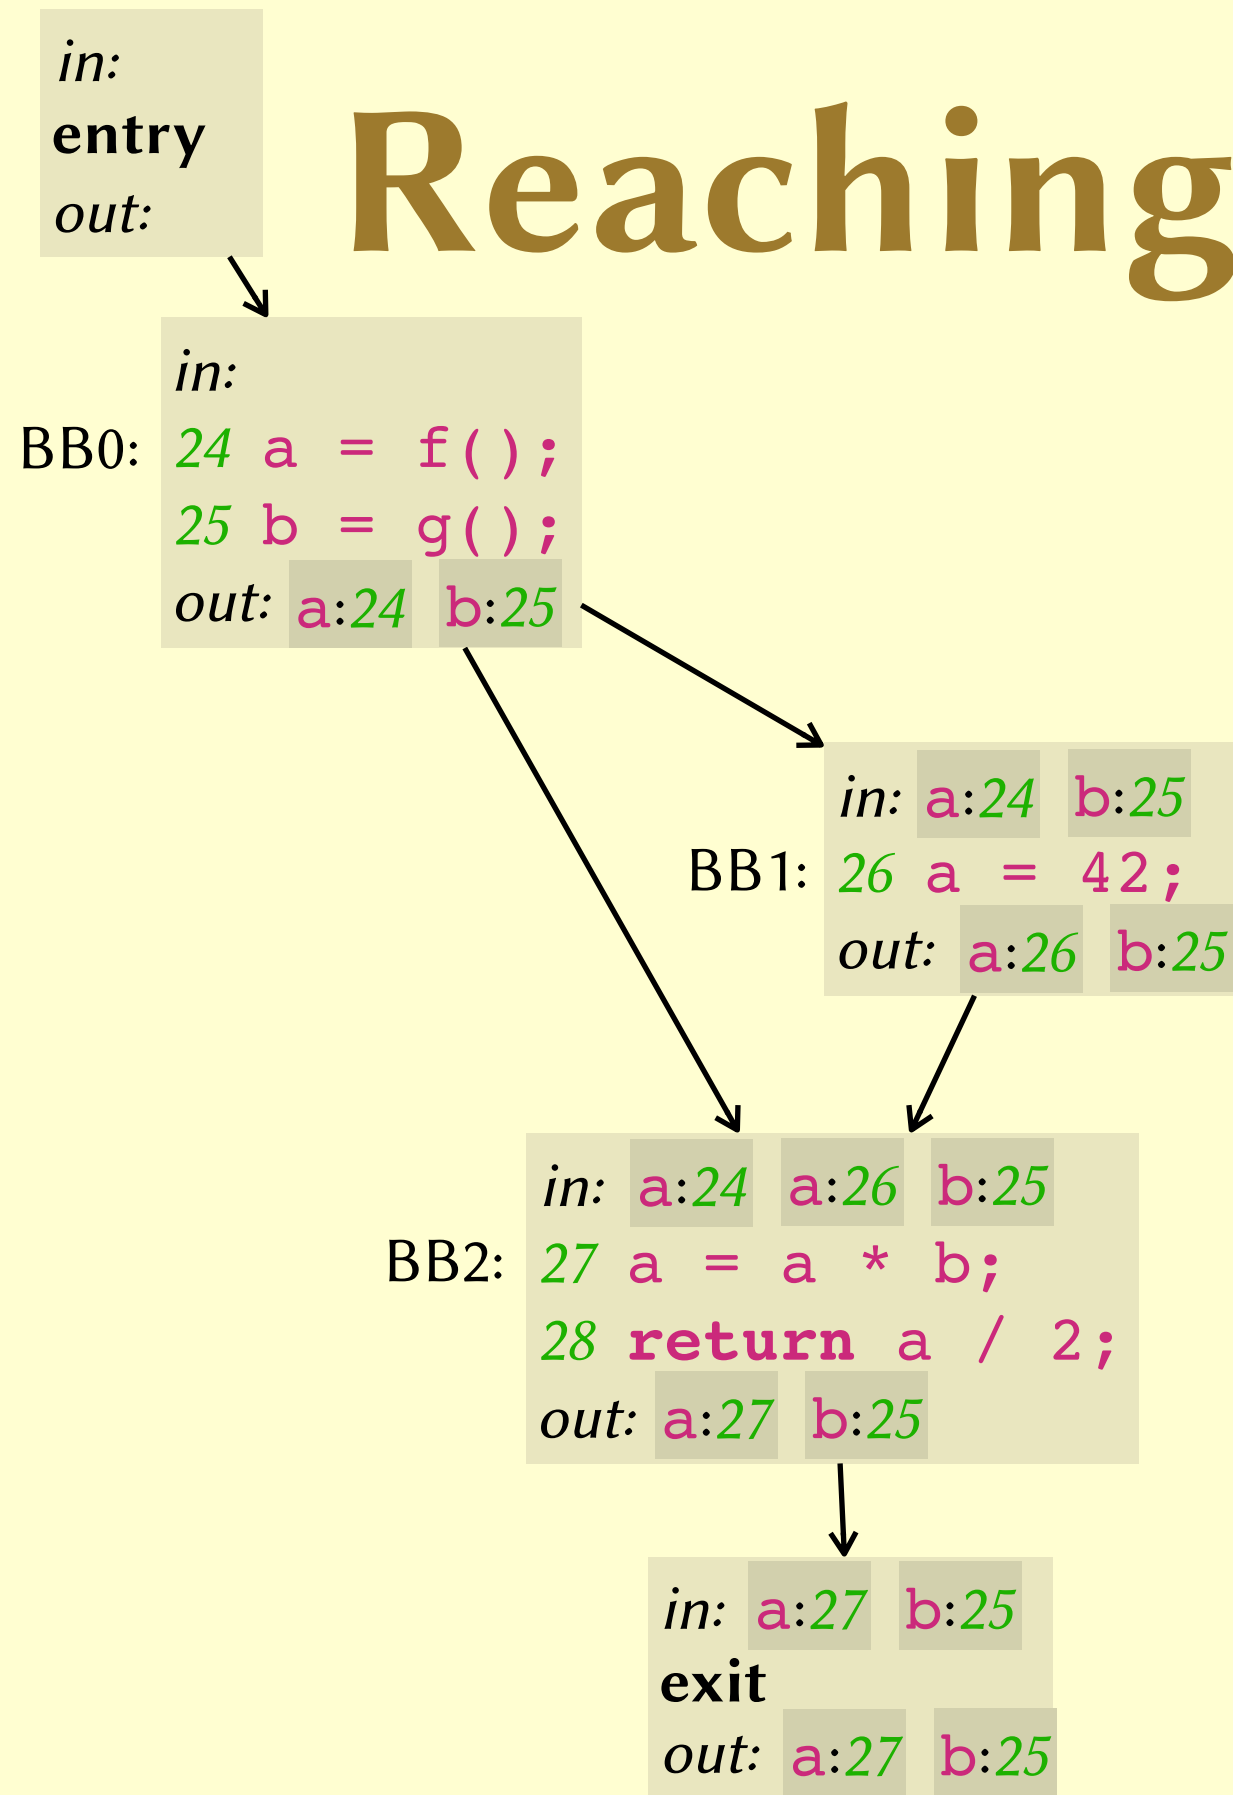 in:
entry
out:
Reaching
in:
BB0: 24 a = f();
25 b = g();
out: a:24 b:25
in: a:24 b:25
BB1: 26 a = 42;
out: a:26 b:25
in: a:24 a:26 b:25
BB2: 27 a = a * b;
28 return a / 2;
out: a:27 b:25
in: a:27 b:25
exit
out: a:27 b:25